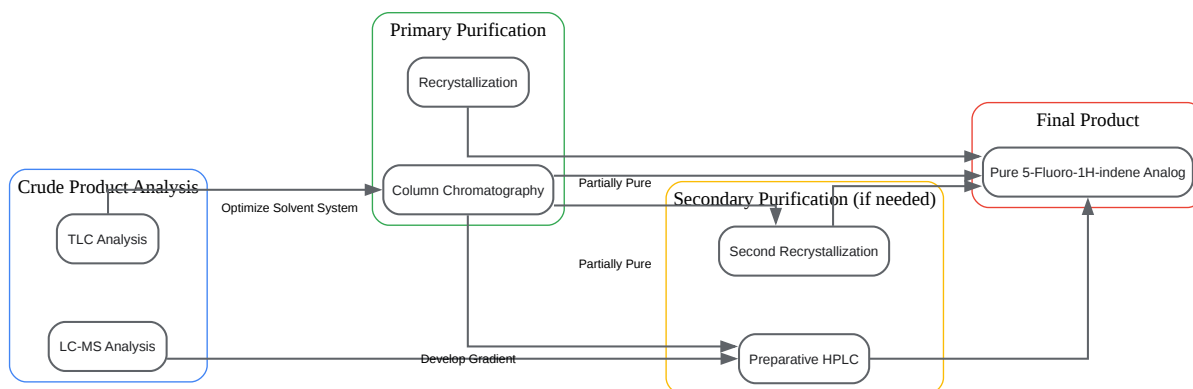 Primary Purification
Recrystallization
Final Product
Pure 5-Fluoro-1H-indene Analog
Crude Product Analysis
Column Chromatography
Partially Pure
Secondary Purification (if needed)
Optimize Solvent System
TLC Analysis
Second Recrystallization
Partially Pure
LC-MS Analysis
Develop Gradient
Preparative HPLC